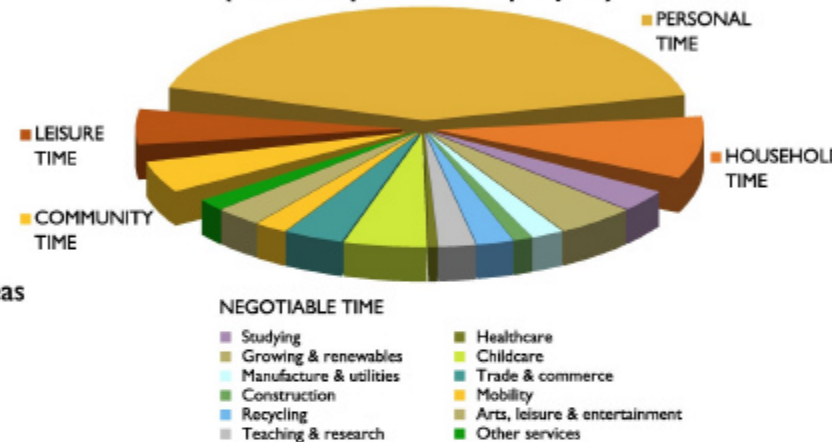 PERSONAL
TIME
LEISURE
TIME
HOUSEHOL
TIME
COMMUNITY
TIME
NEGOTIABLE TIME
Studying
Growing & renewables
Manufacture & utilities
Construction
Recycling
Teaching & research
Healthcare
Childcare
Trade & commerce
Mobility
Arts, leisure & entertainment
Other services